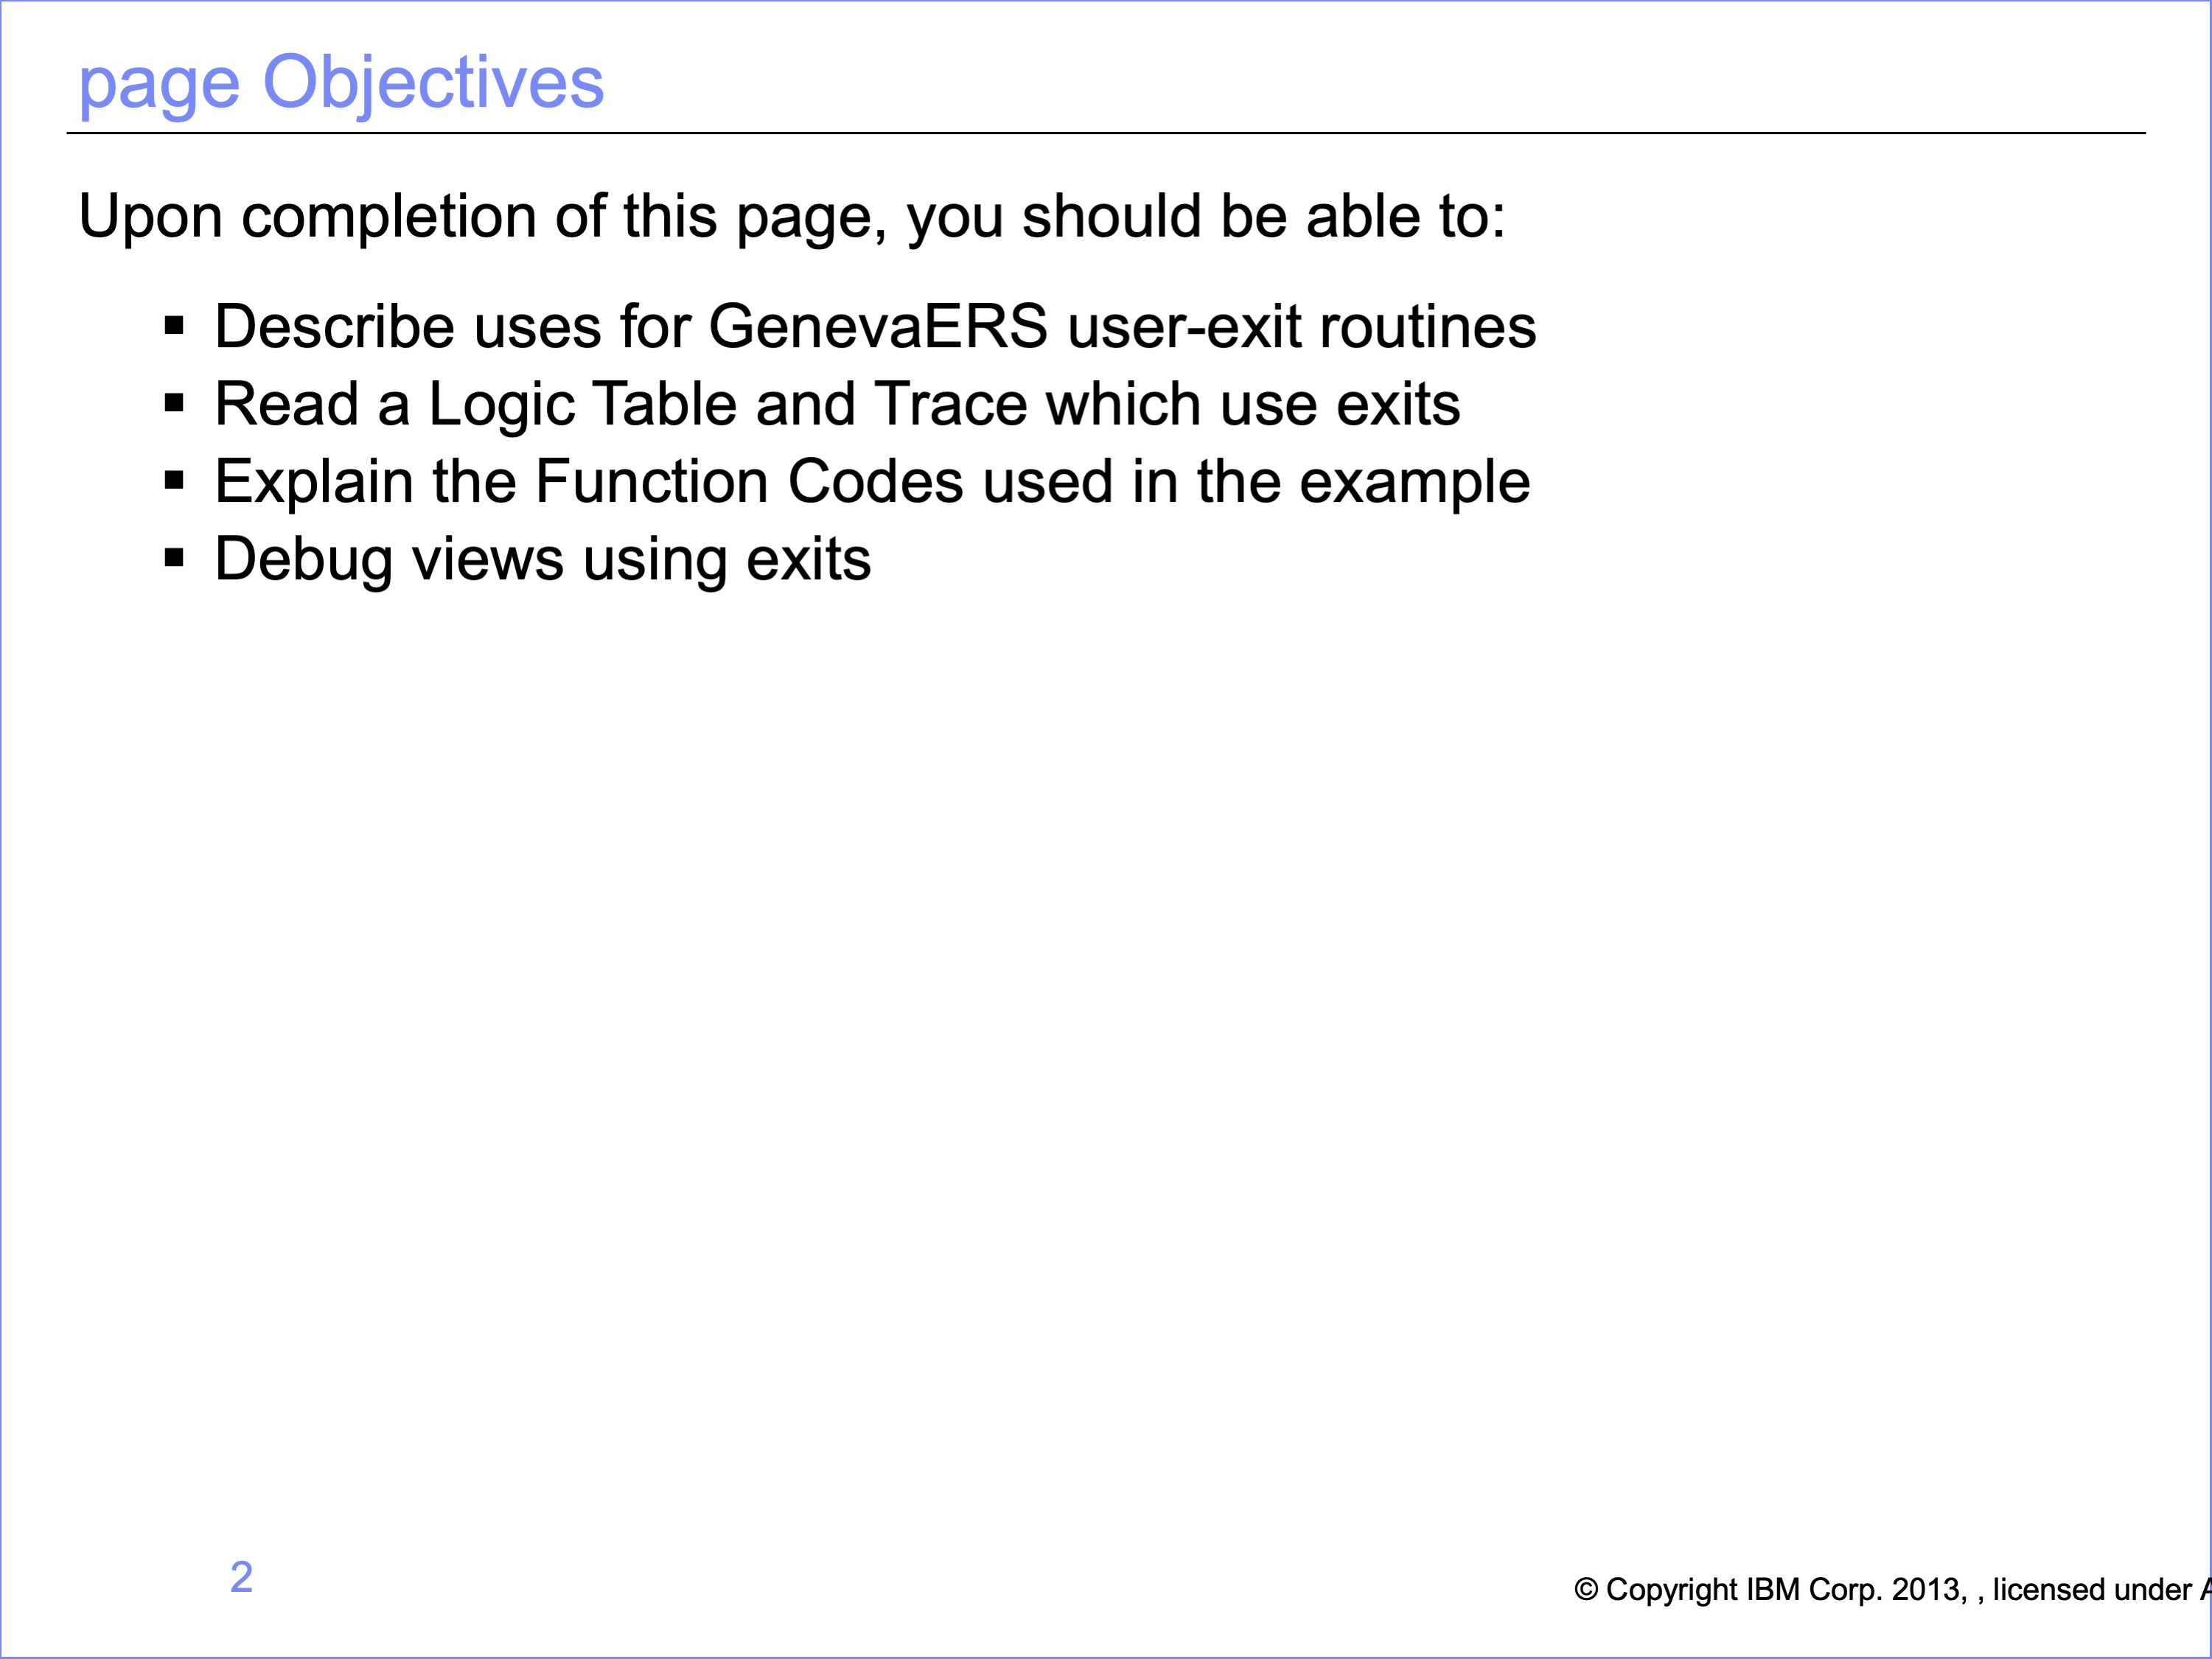 page Objectives
Upon completion of this page, you should be able to:
▪ Describe uses for GenevaERS user-exit routines
▪ Read a Logic Table and Trace which use exits
▪ Explain the Function Codes used in the example
▪ Debug views using exits
2
© Copyright IBM Corp. 2013, , licensed under